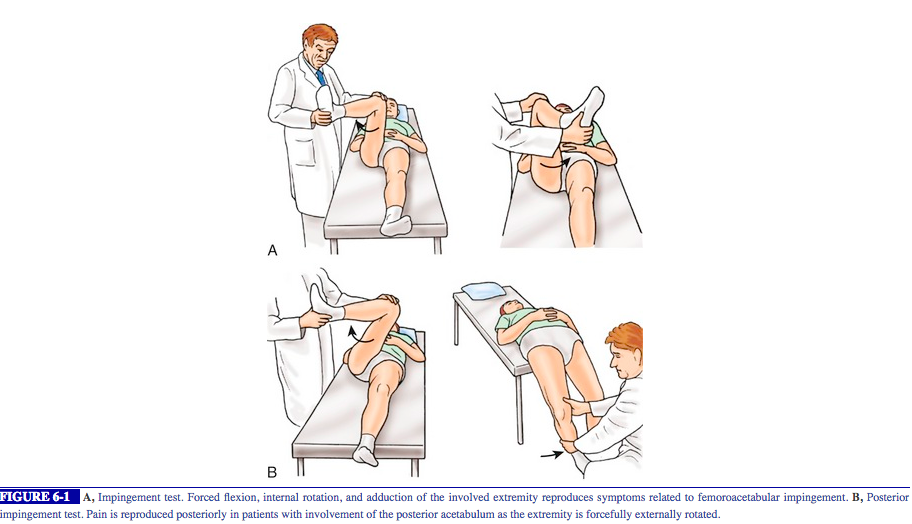 A
B
FIGURE 6-1 A, Impingement test. Forced flexion, internal rotation, and adduction of the involved extremity reproduces symptoms related to femoroacetabular impingement. B, Posterior
impingement test. Pain is reproduced posteriorly in patients with involvement of the posterior acetabulum as the extremity is forcefully externally rotated.